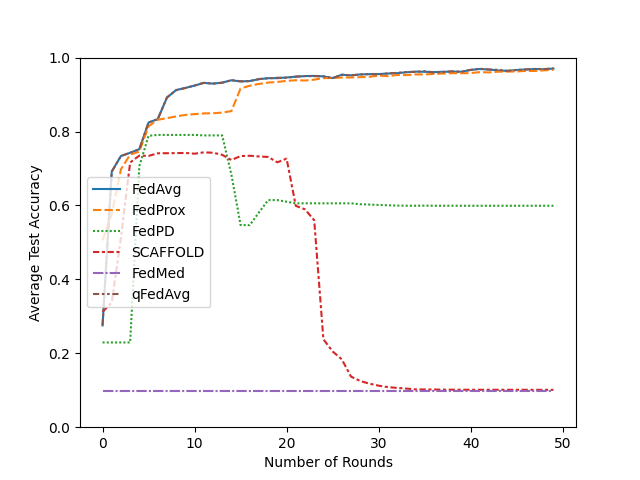 1.0
0.8
0.6
0.4
0.2
0.0
Average Test Accuracy
FedAvg
FedProx
FedPD
SCAFFOLD
FedMed
qFedAvg
0 10 20 30 40 50
Number of Rounds